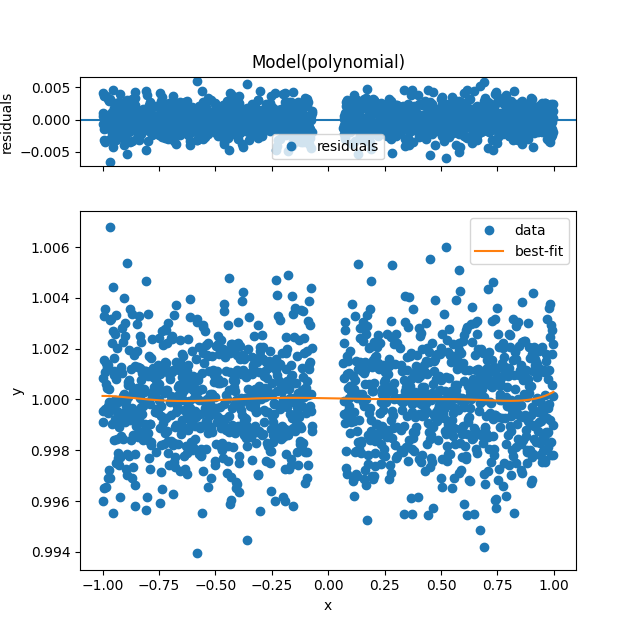 Model(polynomial)
residuals
0.005
0.000
−0.005
residuals
y
1.006
1.004
1.002
1.000
0.998
0.996
0.994
data
best-fit
−1.00 −0.75 −0.50 −0.25 0.00 0.25 0.50 0.75 1.00
x